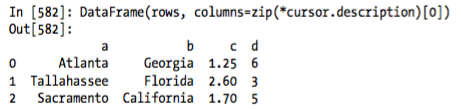 In [582]: DataFrame(rows, columns=zip(*cursor.description)[0])
Out[582]:
a b c d
0 Atlanta Georgia 1.25 6
1 Tallahassee Florida 2.60 3
2 Sacramento California 1.70 5